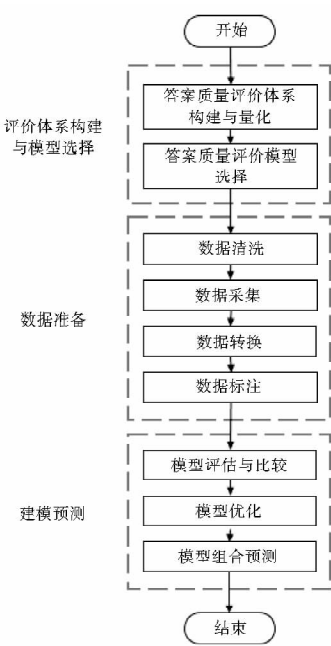 开始
评价体系构建
与模型选择
答案质量评价体系
构建与量化
答案质量评价模型
选择
数据准备
数据清洗
数据采集
数据转换
数据标注
建模预测
模型评估与比较
模型优化
模型组合预测
结束